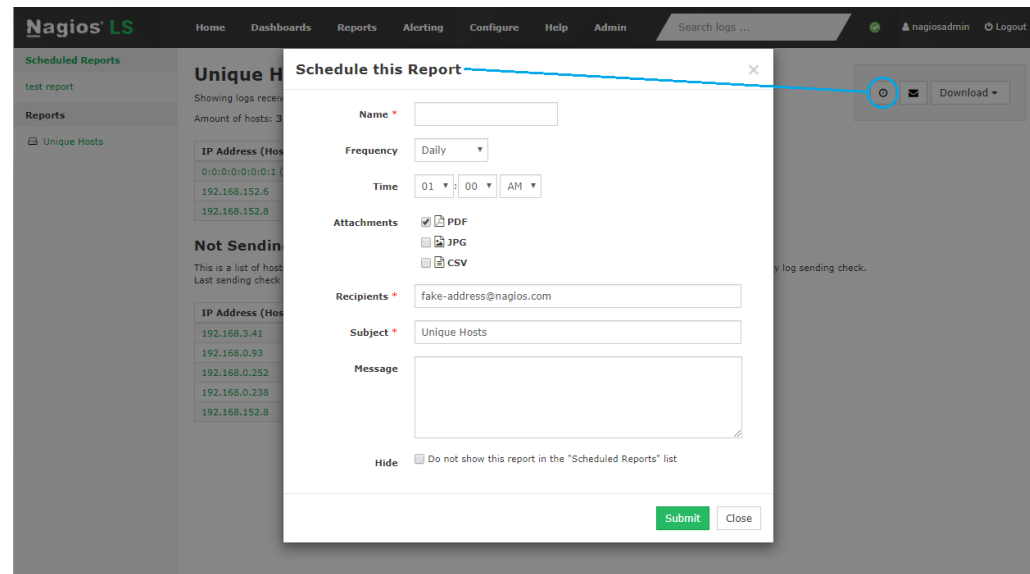 Nagios® LS
Home Dashboards Reports Alerting Configure Help Admin Search logs ... nagiosadmin Logout
Scheduled Reports
test report
Reports
Unique Hosts
Unique H
Showing logs receiv
Amount of hosts: 3
IP Address (Hos
0:0:0:0:0:0:0:1 (
192.168.152.6
192.168.152.8
Not Sendin
This is a list of host
y log sending check.
Last sending check
IP Address (Hos
192.168.3.41
192.168.0.93
192.168.0.252
192.168.0.238
192.168.152.8
Download
Schedule this Report ×
Name *
Frequency Daily
Time 01 : 00 AM
Attachments PDF
JPG
CSV
Recipients * fake-address@nagios.com
Subject * Unique Hosts
Message
Hide Do not show this report in the "Scheduled Reports" list
Submit Close